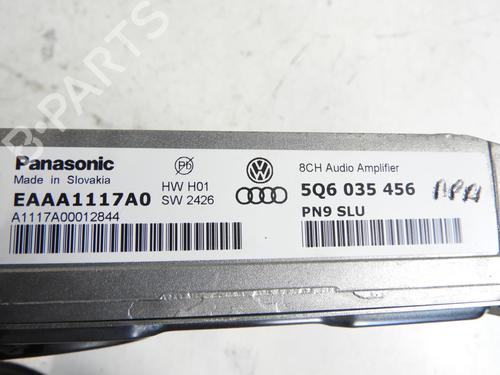 Panasonic
Made in Slovakia
EAAA1117A0
A1117A00012844
Pb
HW H01
SW 2426
8CH Audio Amplifier
5Q6 035 456
PN9 SLU
B-PARTS